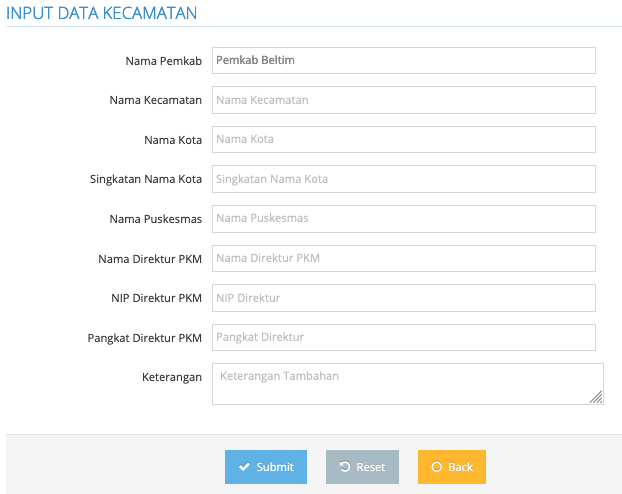 INPUT DATA KECAMATAN
Nama Pemkab Pemkab Beltim
Nama Kecamatan Nama Kecamatan
Nama Kota Nama Kota
Singkatan Nama Kota Singkatan Nama Kota
Nama Puskesmas Nama Puskesmas
Nama Direktur PKM Nama Direktur PKM
NIP Direktur PKM NIP Direktur
Pangkat Direktur PKM Pangkat Direktur
Keterangan Keterangan Tambahan
Submit Reset Back